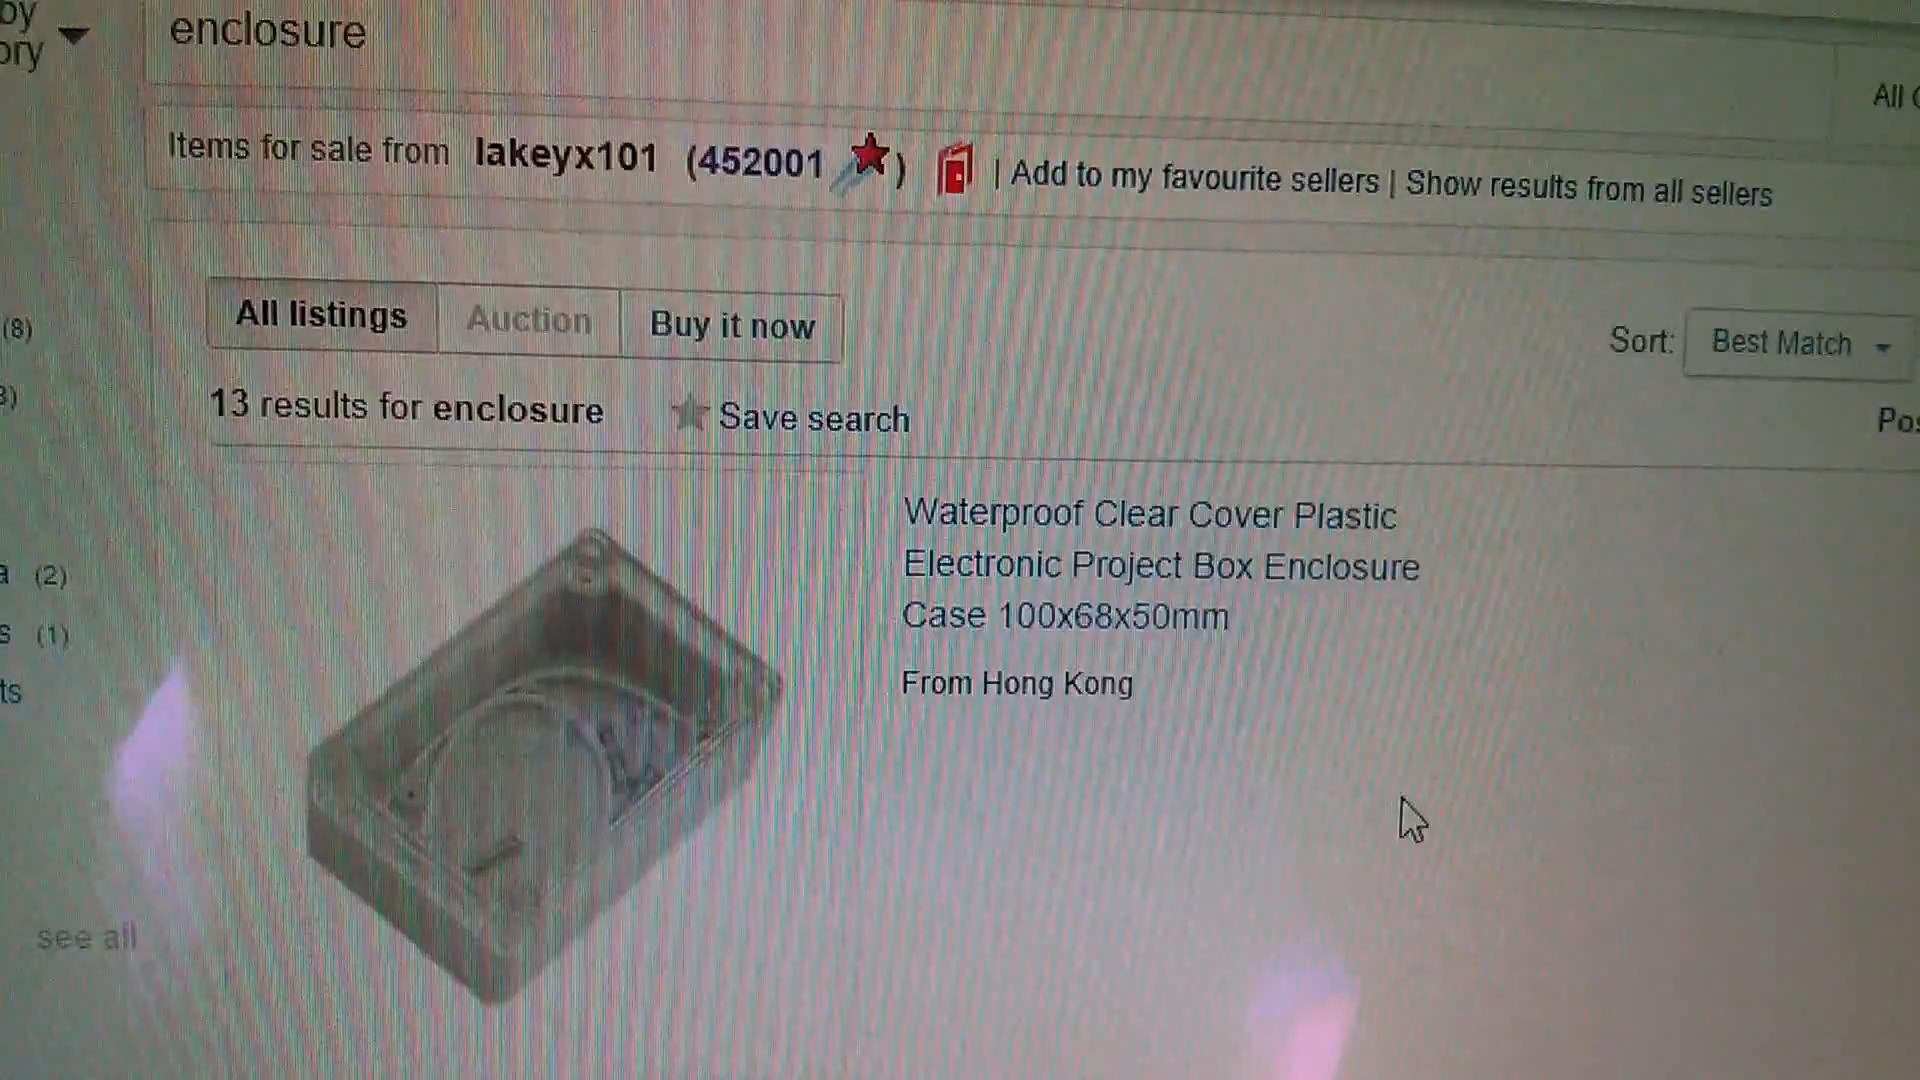 enclosure
Items for sale from lakeyx101 (452001 ) | Add to my favourite sellers | Show results from all sellers
All listings Auction Buy it now
Sort: Best Match
13 results for enclosure Save search
(8)
Waterproof Clear Cover Plastic
Electronic Project Box Enclosure
Case 100x68x50mm
From Hong Kong
(2)
(1)
see all